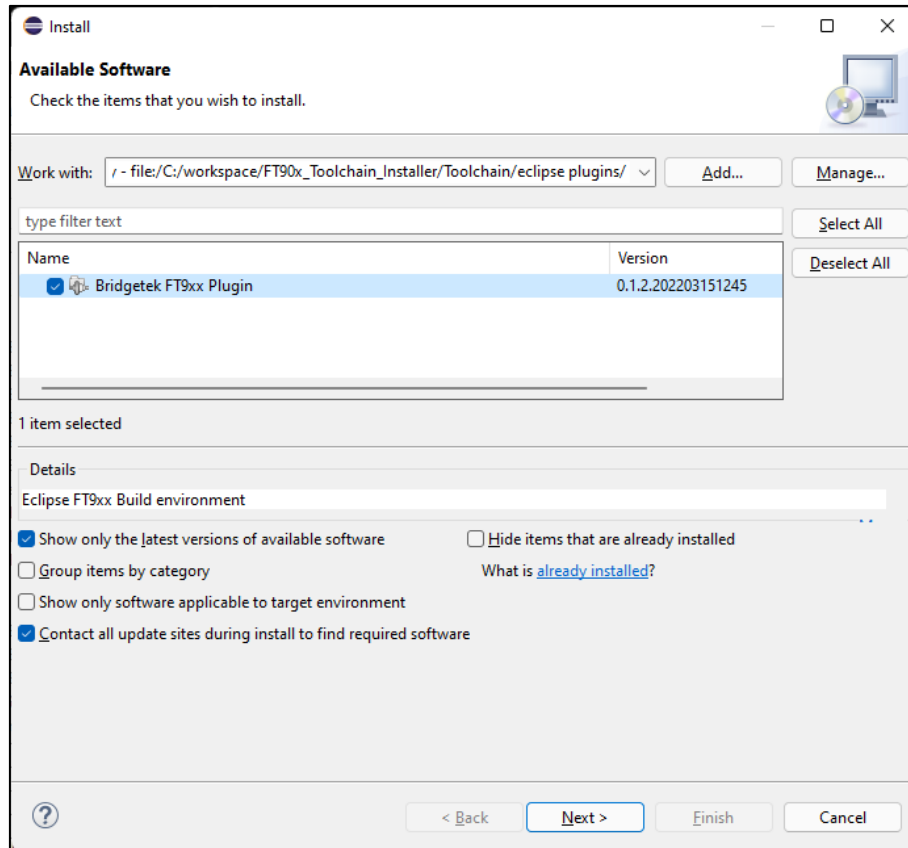 Install
Available Software
Check the items that you wish to install.
Work with: y - file:/C:/workspace/FT90x_Toolchain_Installer/Toolchain/eclipse plugins/ Add... Manage...
type filter text Select All
Name Version Deselect All
Bridgetek FT9xx Plugin 0.1.2.202203151245
1 item selected
Details
Eclipse FT9xx Build environment
Show only the latest versions of available software Hide items that are already installed
Group items by category What is already installed?
Show only software applicable to target environment
Contact all update sites during install to find required software
? < Back Next > Finish Cancel